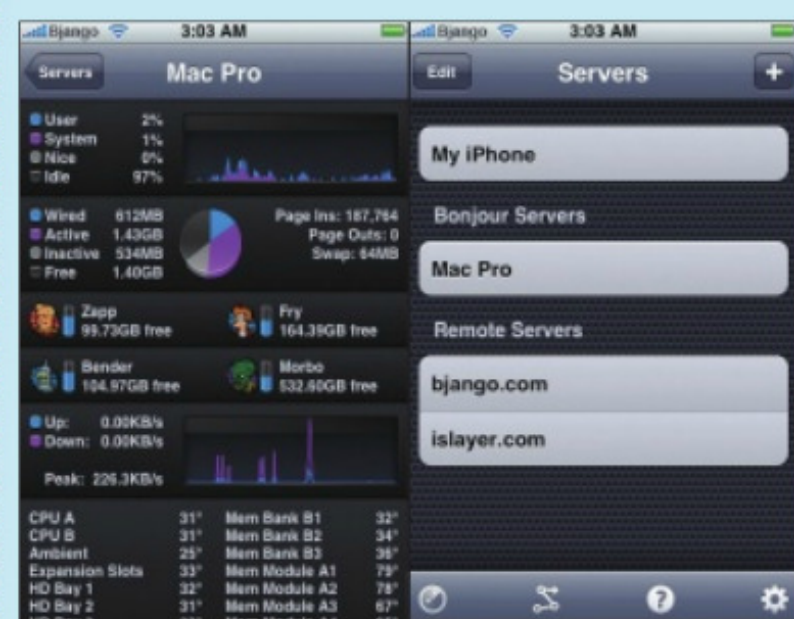 Bjango 3:03 AM
Servers Mac Pro
User 2%
System 1%
Nice 0%
Idle 97%
Wired 612MB
Active 1.43GB
Inactive 534MB
Free 1.40GB
Page Ins: 187,764
Page Outs: 0
Swap: 64MB
Zapp
99.73GB free
Fry
164.39GB free
Bender
104.97GB free
Morbo
532.60GB free
Up: 0.00KB/s
Down: 0.00KB/s
Peak: 226.3KB/s
CPU A 31° Mem Bank B1 32°
CPU B 31° Mem Bank B2 34°
Ambient 25° Mem Bank B3 36°
Expansion Slots 33° Mem Module A1 79°
HD Bay 1 32° Mem Module A2 78°
HD Bay 2 31° Mem Module A3 67°
Bjango 3:03 AM
Edit Servers +
My iPhone
Bonjour Servers
Mac Pro
Remote Servers
bjango.com
islayer.com
?